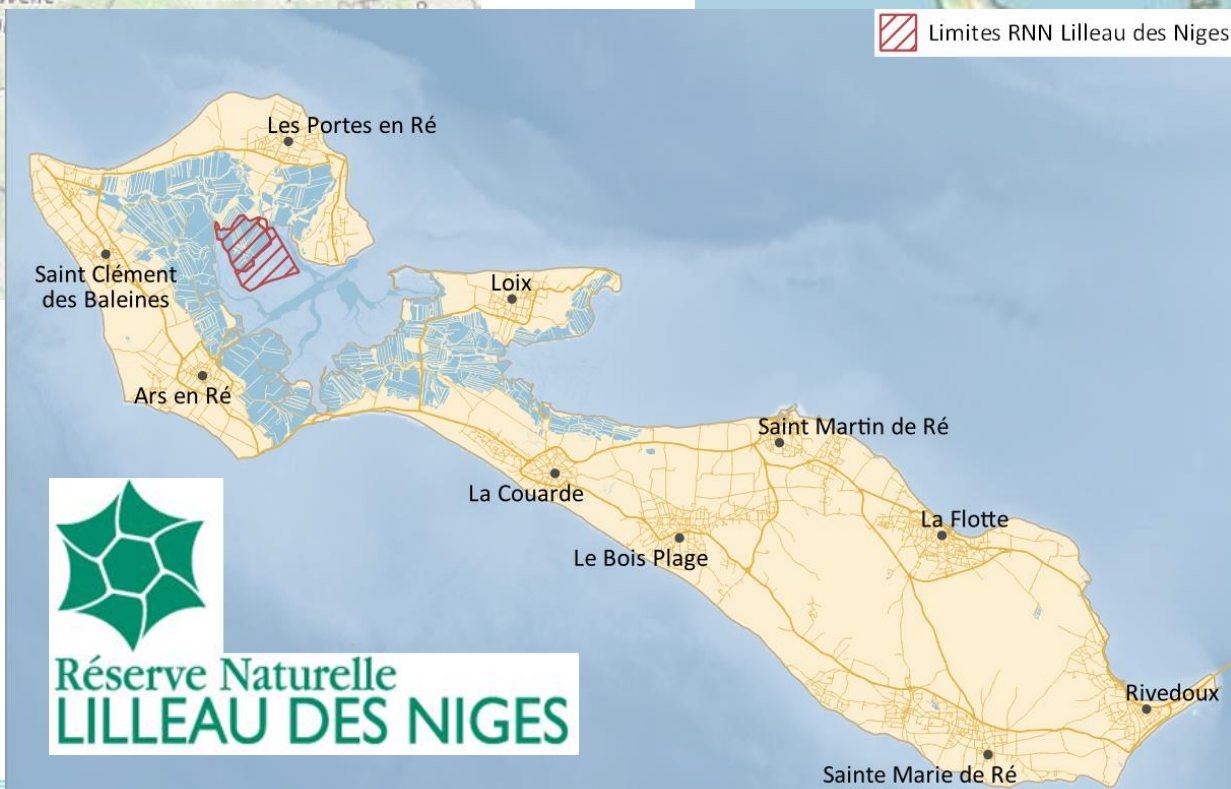 Limites RNN Lilleau des Niges
Les Portes en Ré
Saint Clément
des Baleines
Loix
Ars en Ré
Saint Martin de Ré
La Couarde
La Flotte
Le Bois Plage
Réserve Naturelle
LILLEAU DES NIGES
Rivedoux
Sainte Marie de Ré